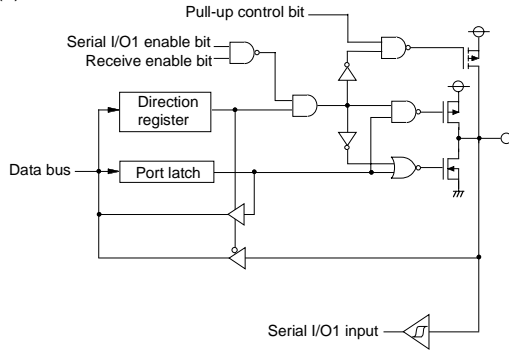 Pull-up control bit
Serial I/O1 enable bit
Receive enable bit
Direction
register
Data bus
Port latch
Serial I/O1 input